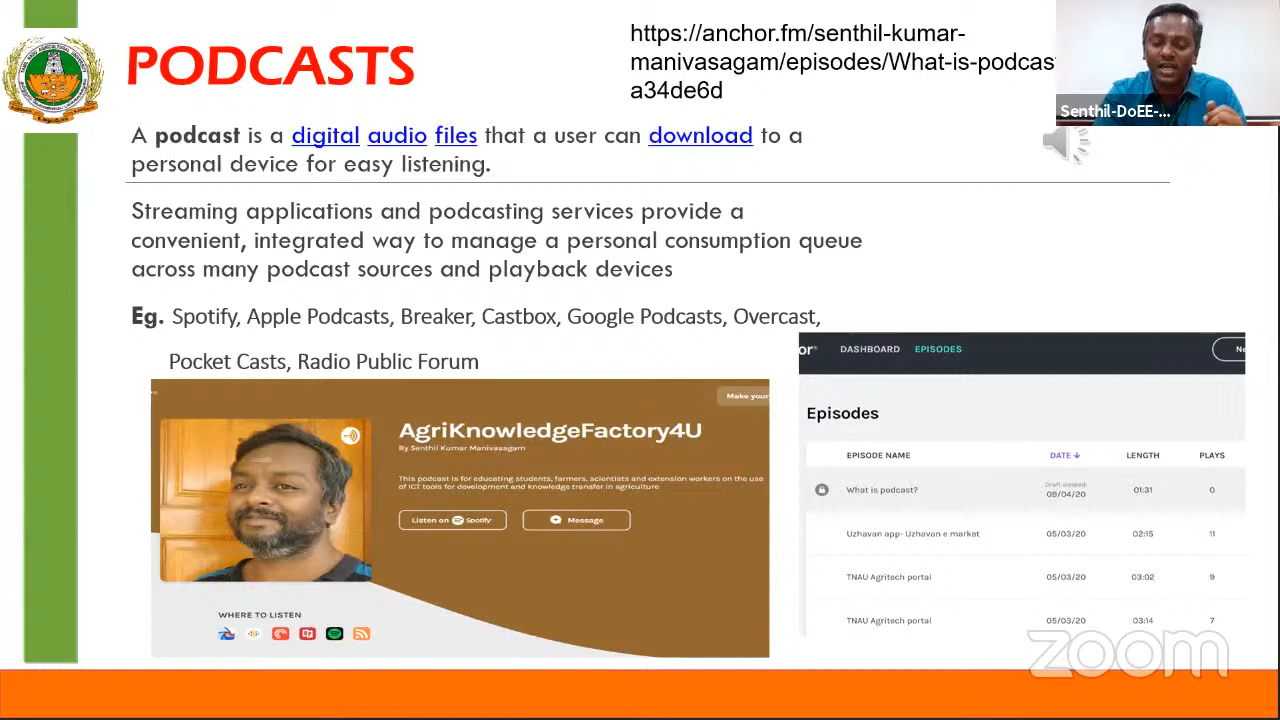 PODCASTS
https://anchor.fm/senthil-kumar-
manivasagam/episodes/What-is-podcas
a34de6d
Senthil-DoEE-...
A podcast is a digital audio files that a user can download to a
personal device for easy listening.
Streaming applications and podcasting services provide a
convenient, integrated way to manage a personal consumption queue
across many podcast sources and playback devices
Eg. Spotify, Apple Podcasts, Breaker, Castbox, Google Podcasts, Overcast,
Pocket Casts, Radio Public Forum
Make your
AgriKnowledgeFactory4U
By Senthil Kumar Manivasagam
This podcast is for educating students, farmers, scientists and extension workers on the use
of ICT tools for development and knowledge transfer in agriculture
Listen on Spotify
Message
WHERE TO LISTEN
or DASHBOARD EPISODES Ne
Episodes
EPISODE NAME DATE ↓ LENGTH PLAYS
What is podcast? Draft created: 09/04/20 01:31 0
Uzhavan app- Uzhavan e market 05/03/20 02:15 11
TNAU Agritech portal 05/03/20 03:02 9
TNAU Agritech portal 05/03/20 03:14 7
zoom